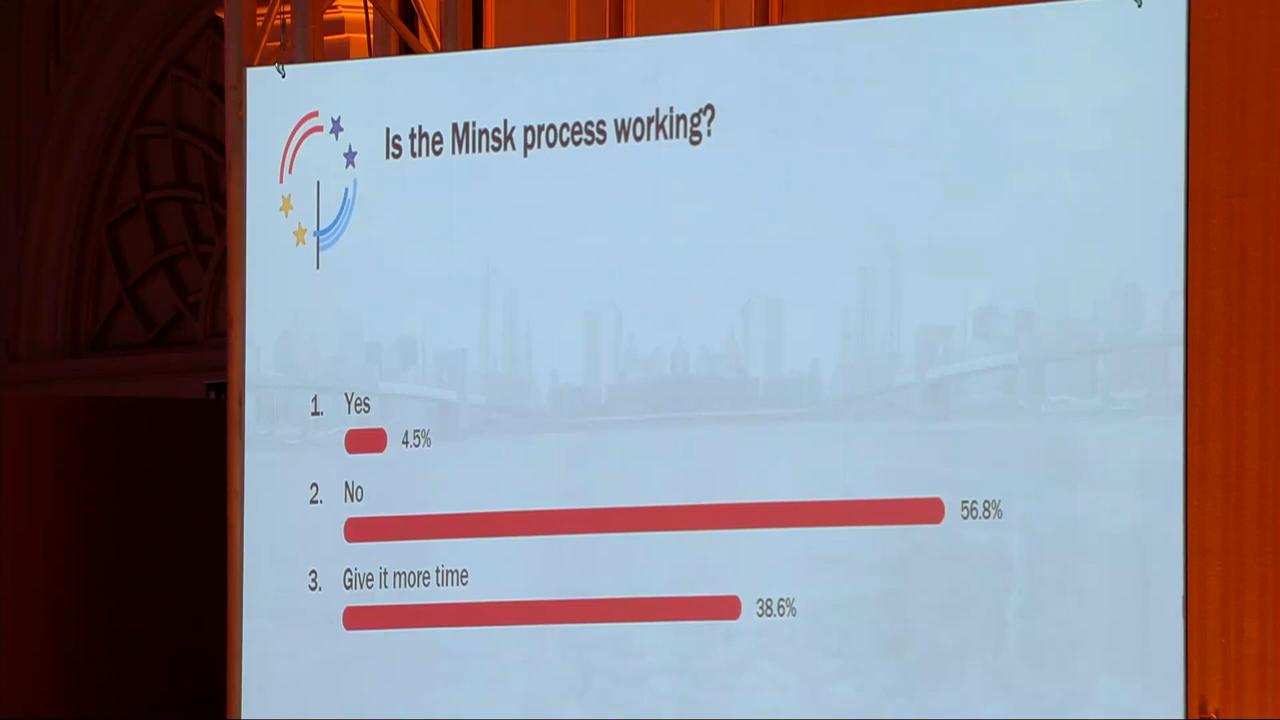 Is the Minsk process working?
1. Yes
4.5%
2. No
56.8%
3. Give it more time
38.6%